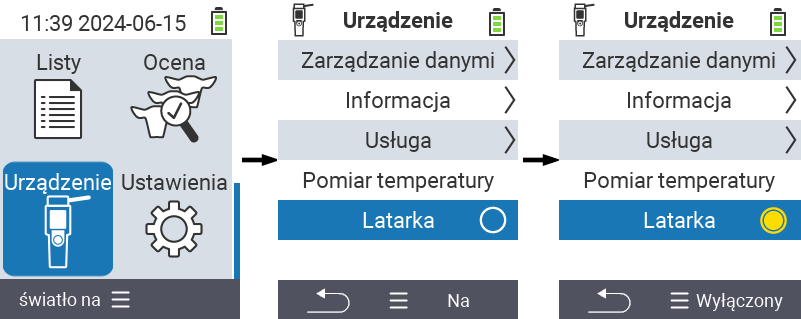 11:39 2024-06-15
Listy
Ocena
Urządzenie
Ustawienia
światło na
Urządzenie
Zarządzanie danymi
Informacja
Usługa
Pomiar temperatury
Latarka
Na
Urządzenie
Zarządzanie danymi
Informacja
Usługa
Pomiar temperatury
Latarka
Wyłączony